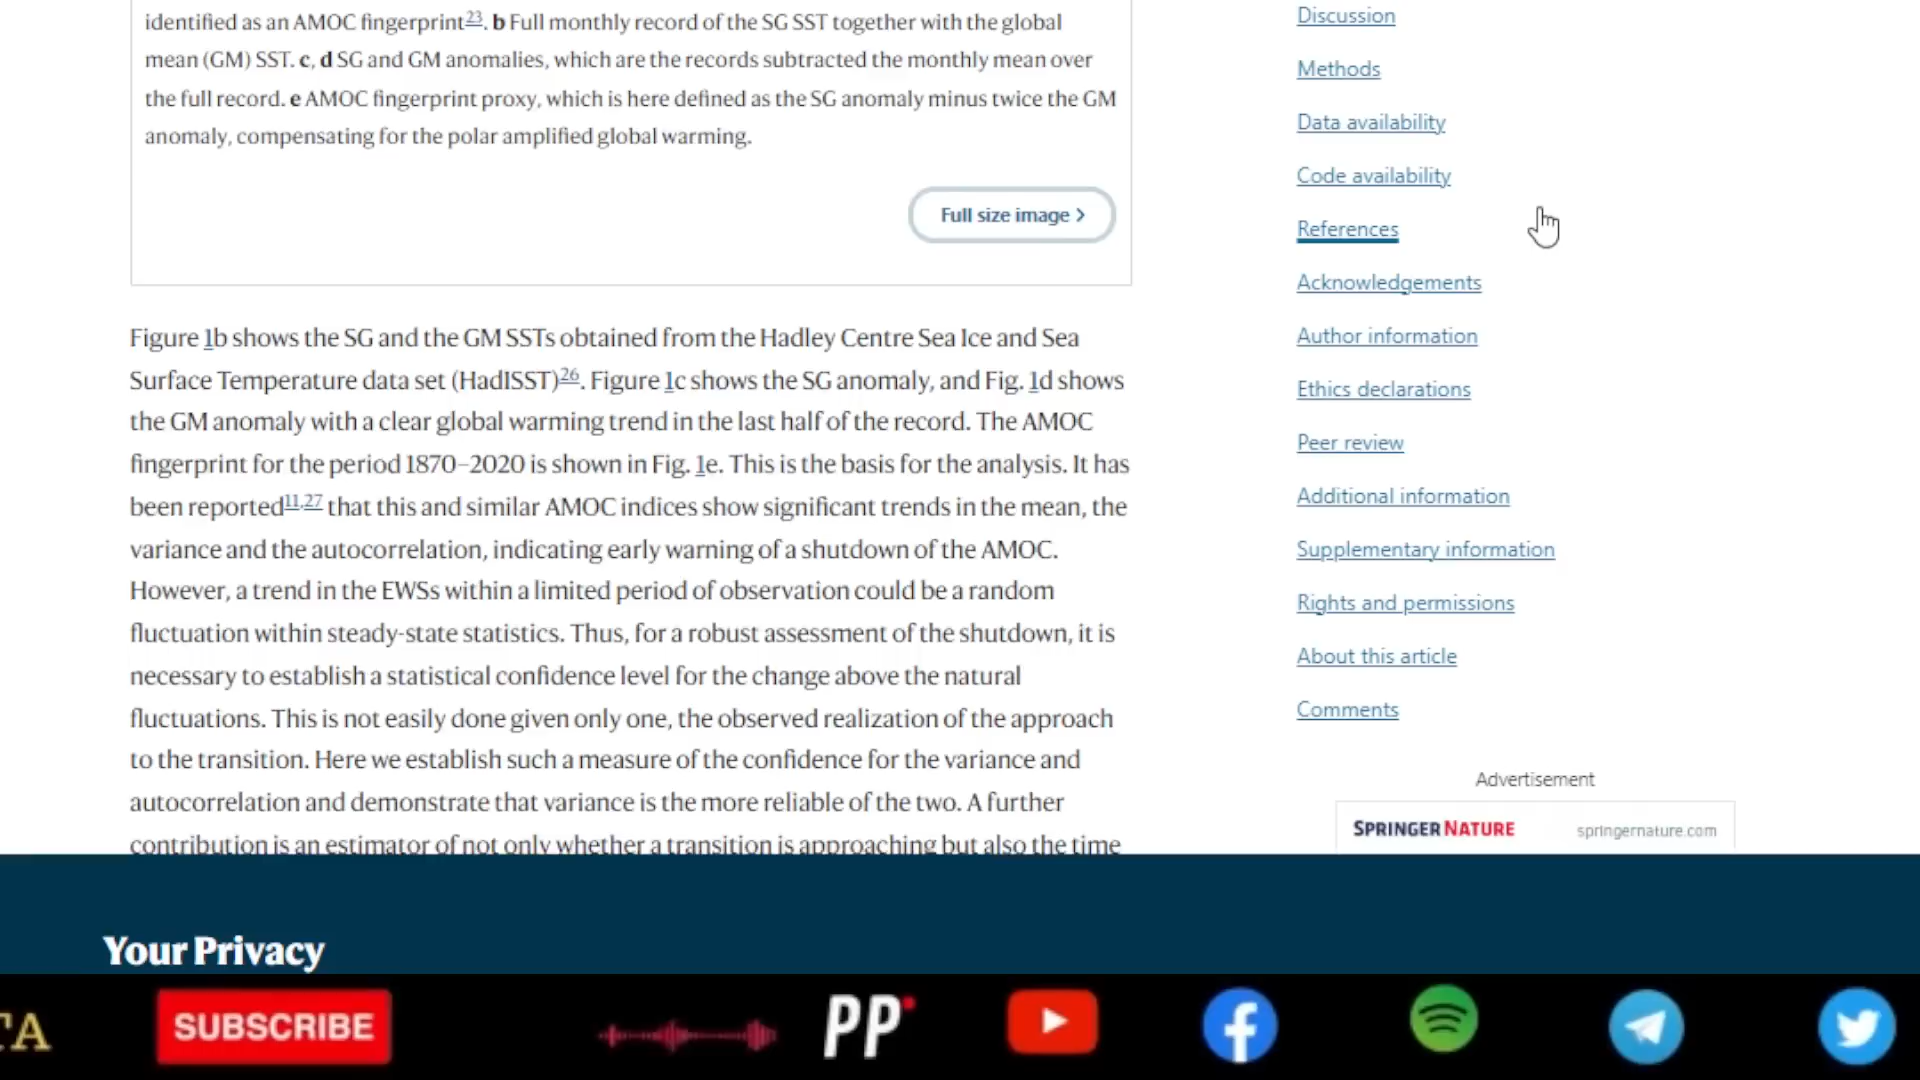 identified as an AMOC fingerprint23. b Full monthly record of the SG SST together with the global
mean (GM) SST. c, d SG and GM anomalies, which are the records subtracted the monthly mean over
the full record. e AMOC fingerprint proxy, which is here defined as the SG anomaly minus twice the GM
anomaly, compensating for the polar amplified global warming.
Full size image >
Figure 1b shows the SG and the GM SSTs obtained from the Hadley Centre Sea Ice and Sea
Surface Temperature data set (HadISST)26. Figure 1c shows the SG anomaly, and Fig. 1d shows
the GM anomaly with a clear global warming trend in the last half of the record. The AMOC
fingerprint for the period 1870–2020 is shown in Fig. 1e. This is the basis for the analysis. It has
been reported11,27 that this and similar AMOC indices show significant trends in the mean, the
variance and the autocorrelation, indicating early warning of a shutdown of the AMOC.
However, a trend in the EWSs within a limited period of observation could be a random
fluctuation within steady-state statistics. Thus, for a robust assessment of the shutdown, it is
necessary to establish a statistical confidence level for the change above the natural
fluctuations. This is not easily done given only one, the observed realization of the approach
to the transition. Here we establish such a measure of the confidence for the variance and
autocorrelation and demonstrate that variance is the more reliable of the two. A further
contribution is an estimator of not only whether a transition is approaching but also the time
Discussion
Methods
Data availability
Code availability
References
Acknowledgements
Author information
Ethics declarations
Peer review
Additional information
Supplementary information
Rights and permissions
About this article
Comments
Advertisement
SPRINGER NATURE springernature.com
Your Privacy
TA
SUBSCRIBE
PP